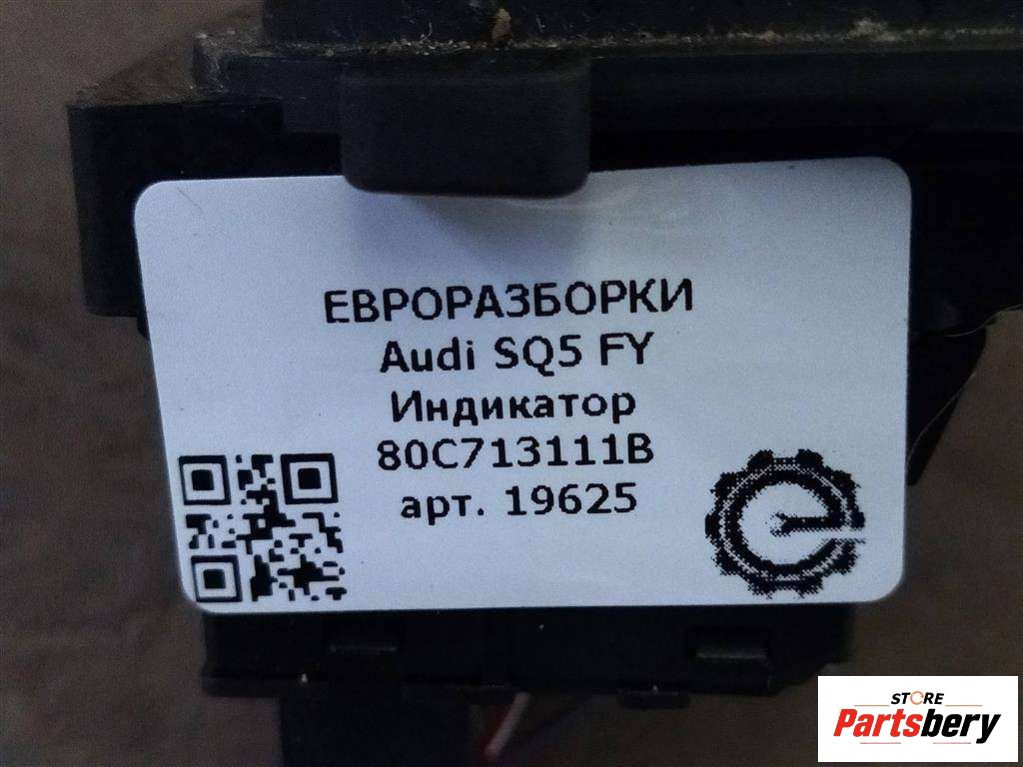 ЕВРОРАЗБОРКИ
Audi SQ5 FY
Индикатор
80C713111B
арт. 19625
STORE
Partsbery